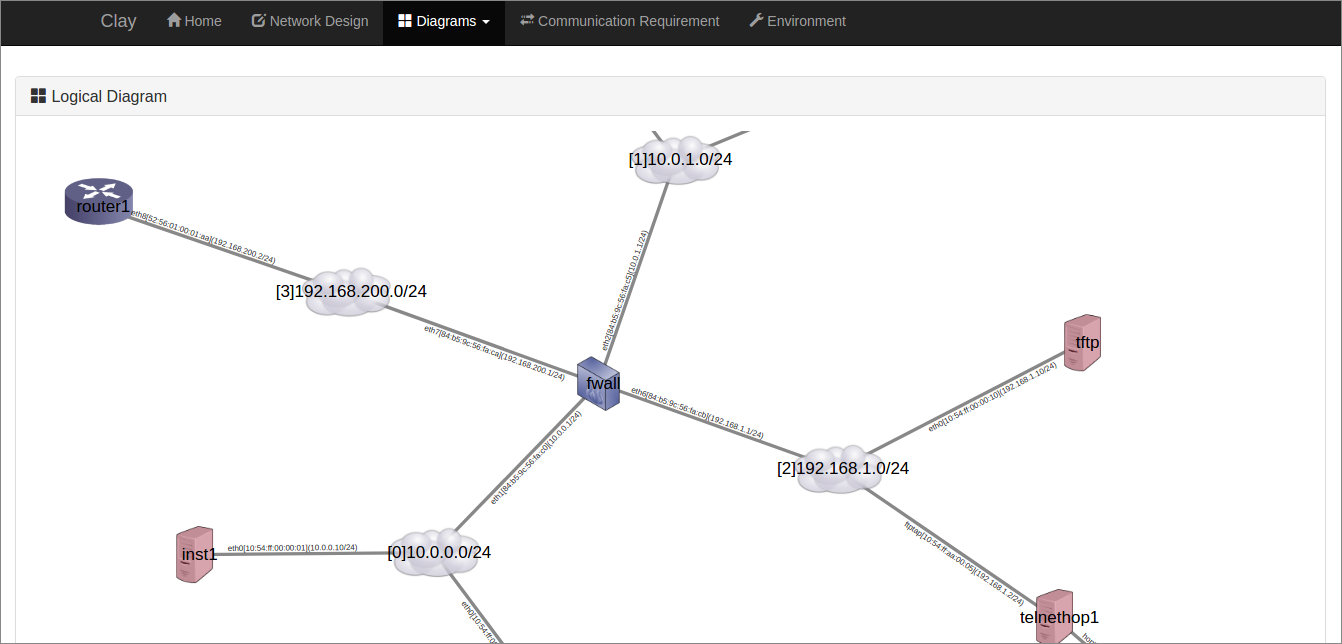 Clay
Home
Network Design
Diagrams
Communication Requirement
Environment
Logical Diagram
[1]10.0.1.0/24
router1
eth8[52:56:01:00:01:aa](192.168.200.2/24)
[3]192.168.200.0/24
eth2[84:b5:9c:56:fa:c5](10.0.1.1/24)
eth7[84:b5:9c:56:fa:ca](192.168.200.1/24)
tftp
fwall
eth6[84:b5:9c:56:fa:cb](192.168.1.1/24)
eth0[10:54:ff:00:00:10](192.168.1.10/24)
eth1[84:b5:9c:56:fa:c0](10.0.0.1/24)
[2]192.168.1.0/24
inst1
eth0[10:54:ff:00:00:01](10.0.0.10/24)
[0]10.0.0.0/24
ftptap[10:54:ff:aa:00:05](192.168.1.2/24)
telnethop1
eth0[10:54:ff:0